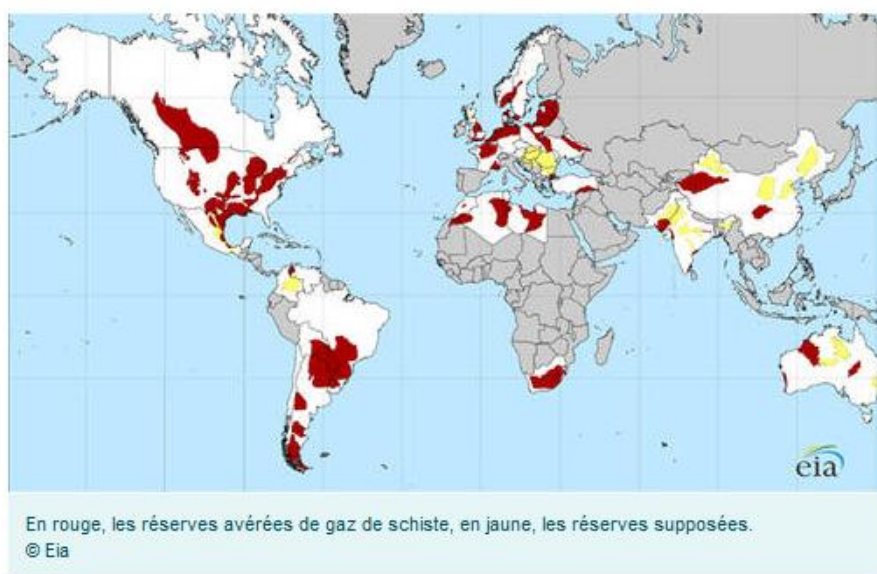 eia
En rouge, les réserves avérées de gaz de schiste, en jaune, les réserves supposées.
© Eia